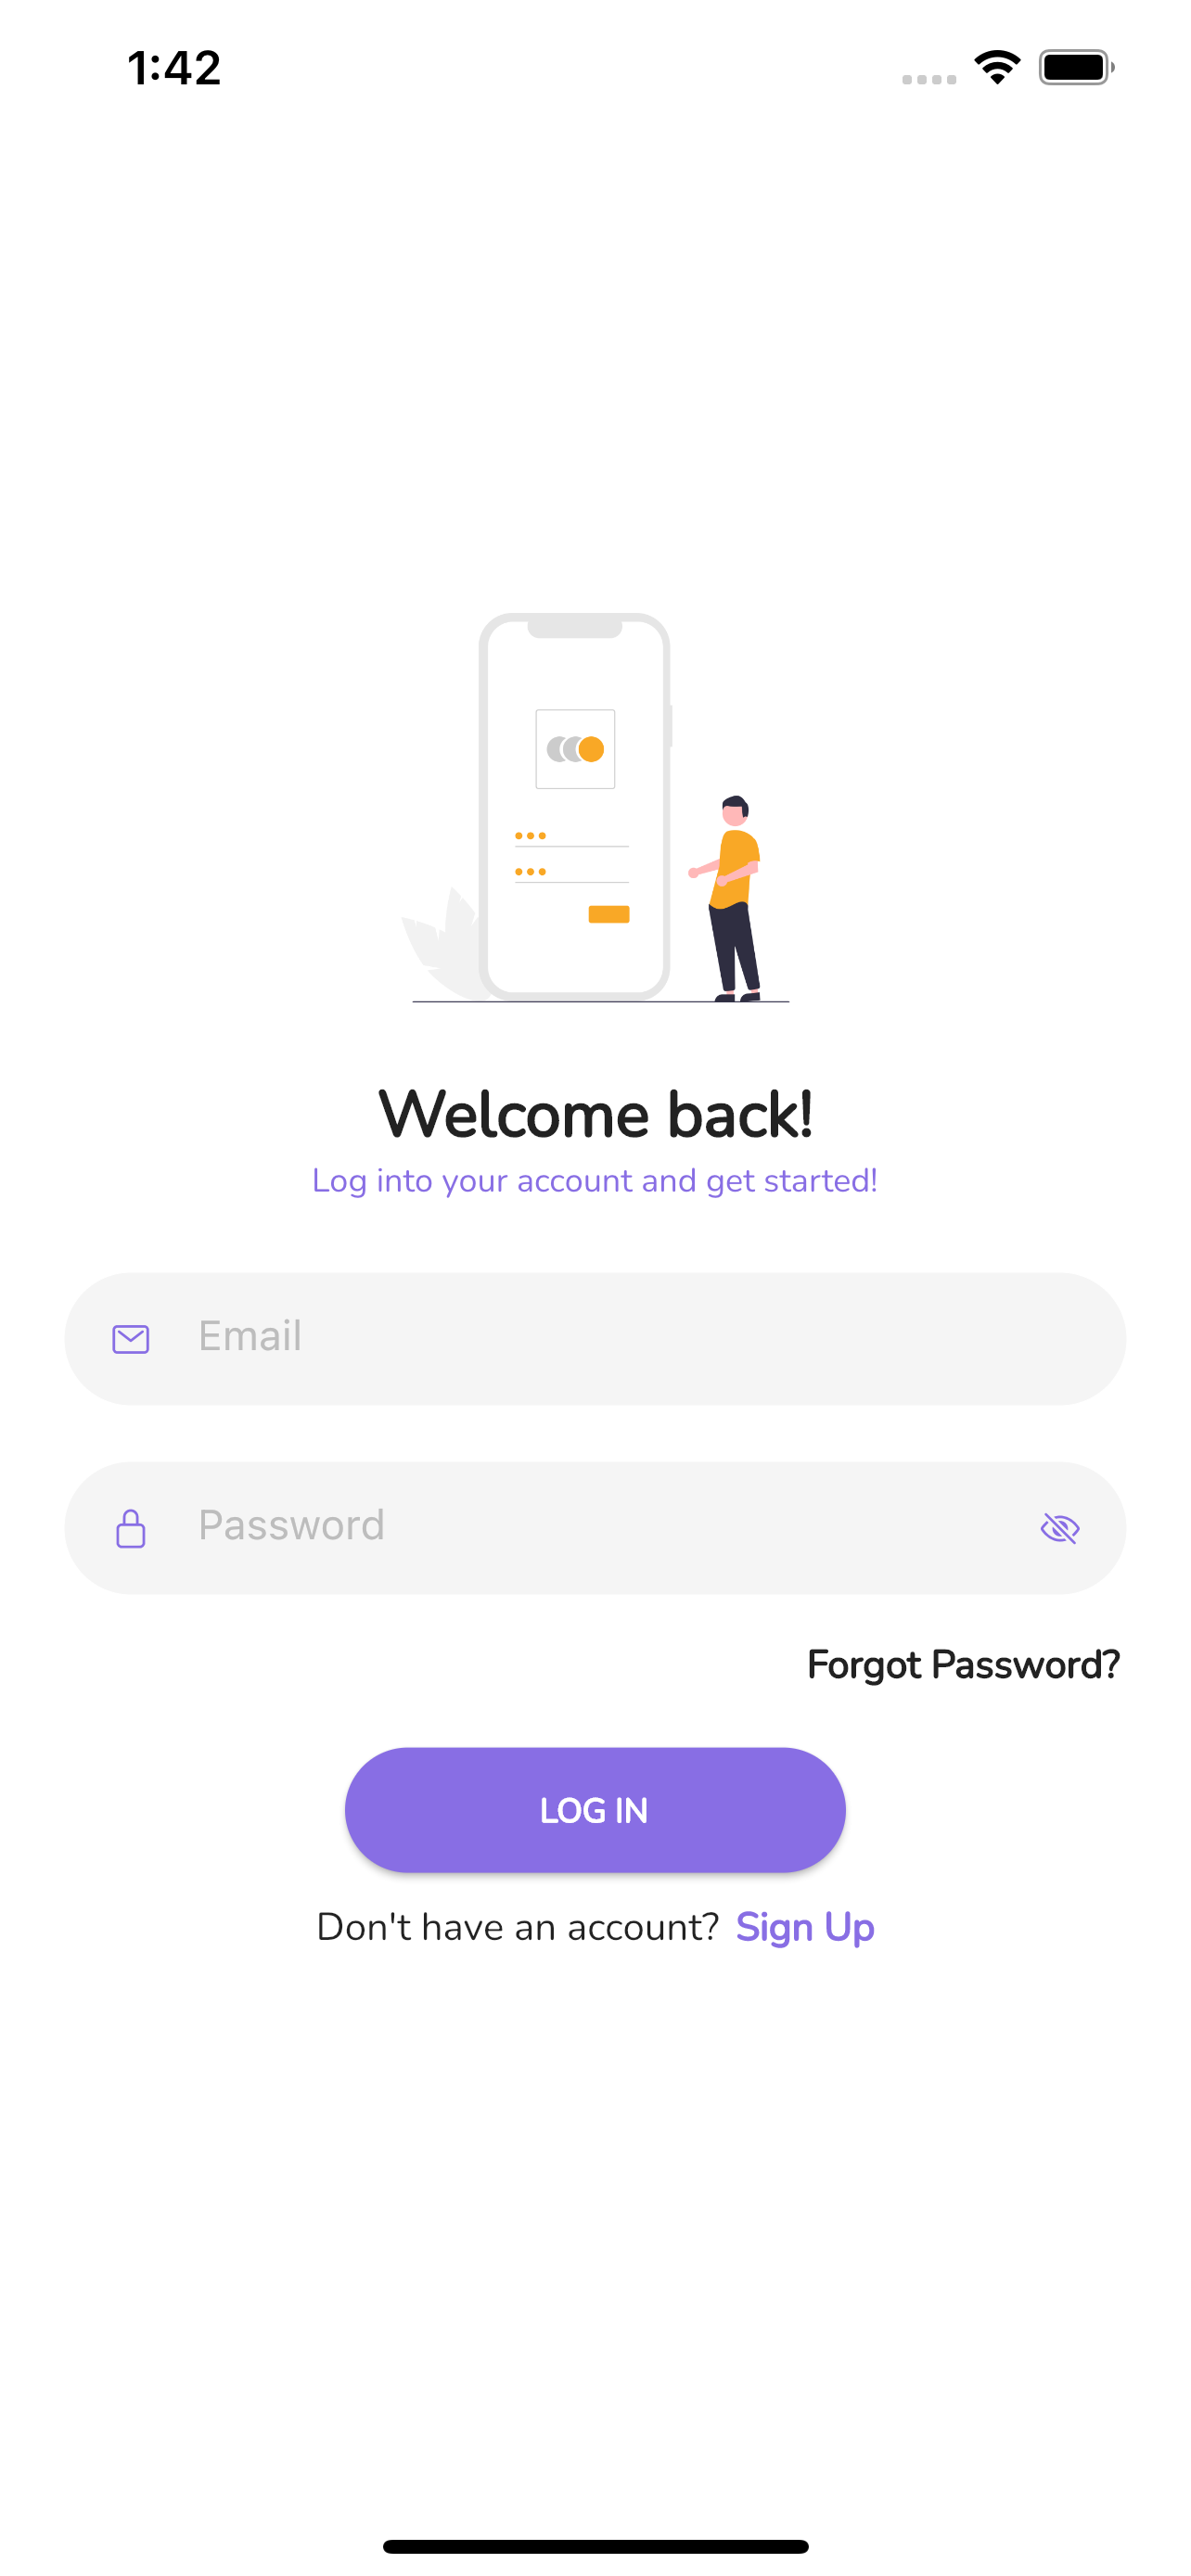 1:42
Welcome back!
Log into your account and get started!
Email
Password
Forgot Password?
LOG IN
Don't have an account? Sign Up